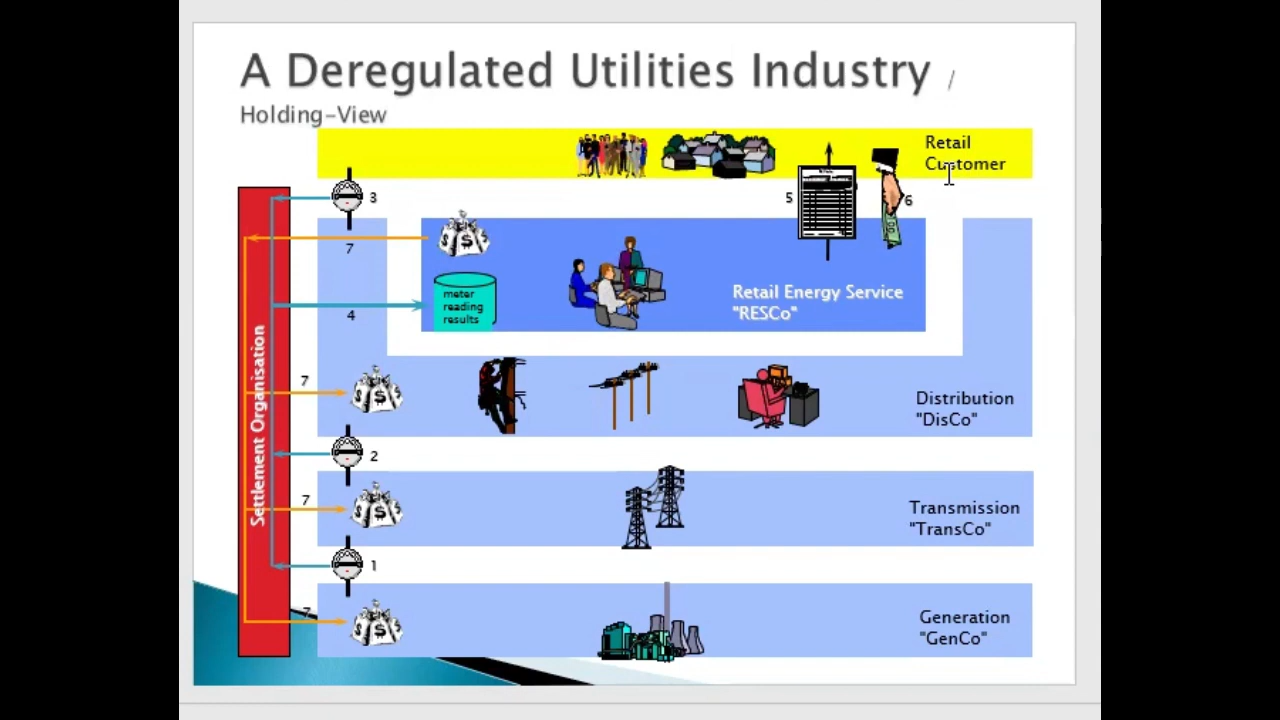 A Deregulated Utilities Industry /
Holding-View
Retail
Customer
3
5
6
7
meter
reading
results
Retail Energy Service
"RESCo"
4
Settlement Organisation
7
Distribution
"DisCo"
2
7
Transmission
"TransCo"
1
7
Generation
"GenCo"